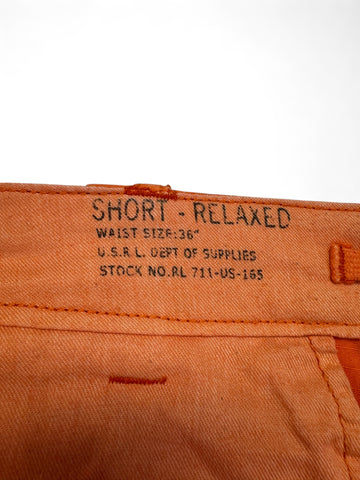 SHORT - RELAXED
WAIST SIZE:36"
U.S.R L. DEPT OF SUPPLIES
STOCK NO.RL 711-US-165